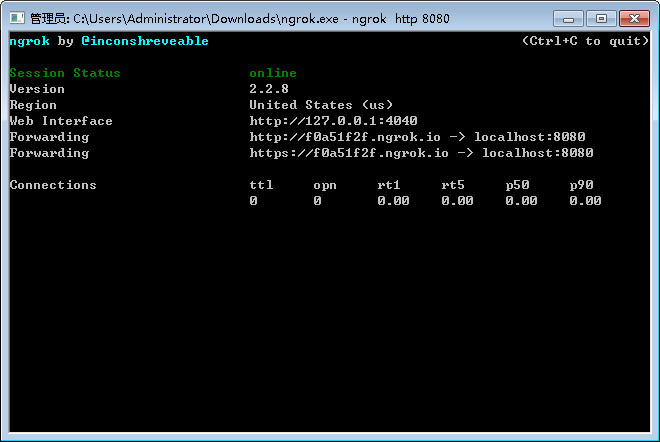 管理员: C:\Users\Administrator\Downloads\ngrok.exe - ngrok  http 8080
ngrok by @inconshreveable (Ctrl+C to quit)
Session Status online
Version 2.2.8
Region United States (us)
Web Interface http://127.0.0.1:4040
Forwarding http://f0a51f2f.ngrok.io -> localhost:8080
Forwarding https://f0a51f2f.ngrok.io -> localhost:8080
Connections ttl opn rt1 rt5 p50 p90
0 0 0.00 0.00 0.00 0.00